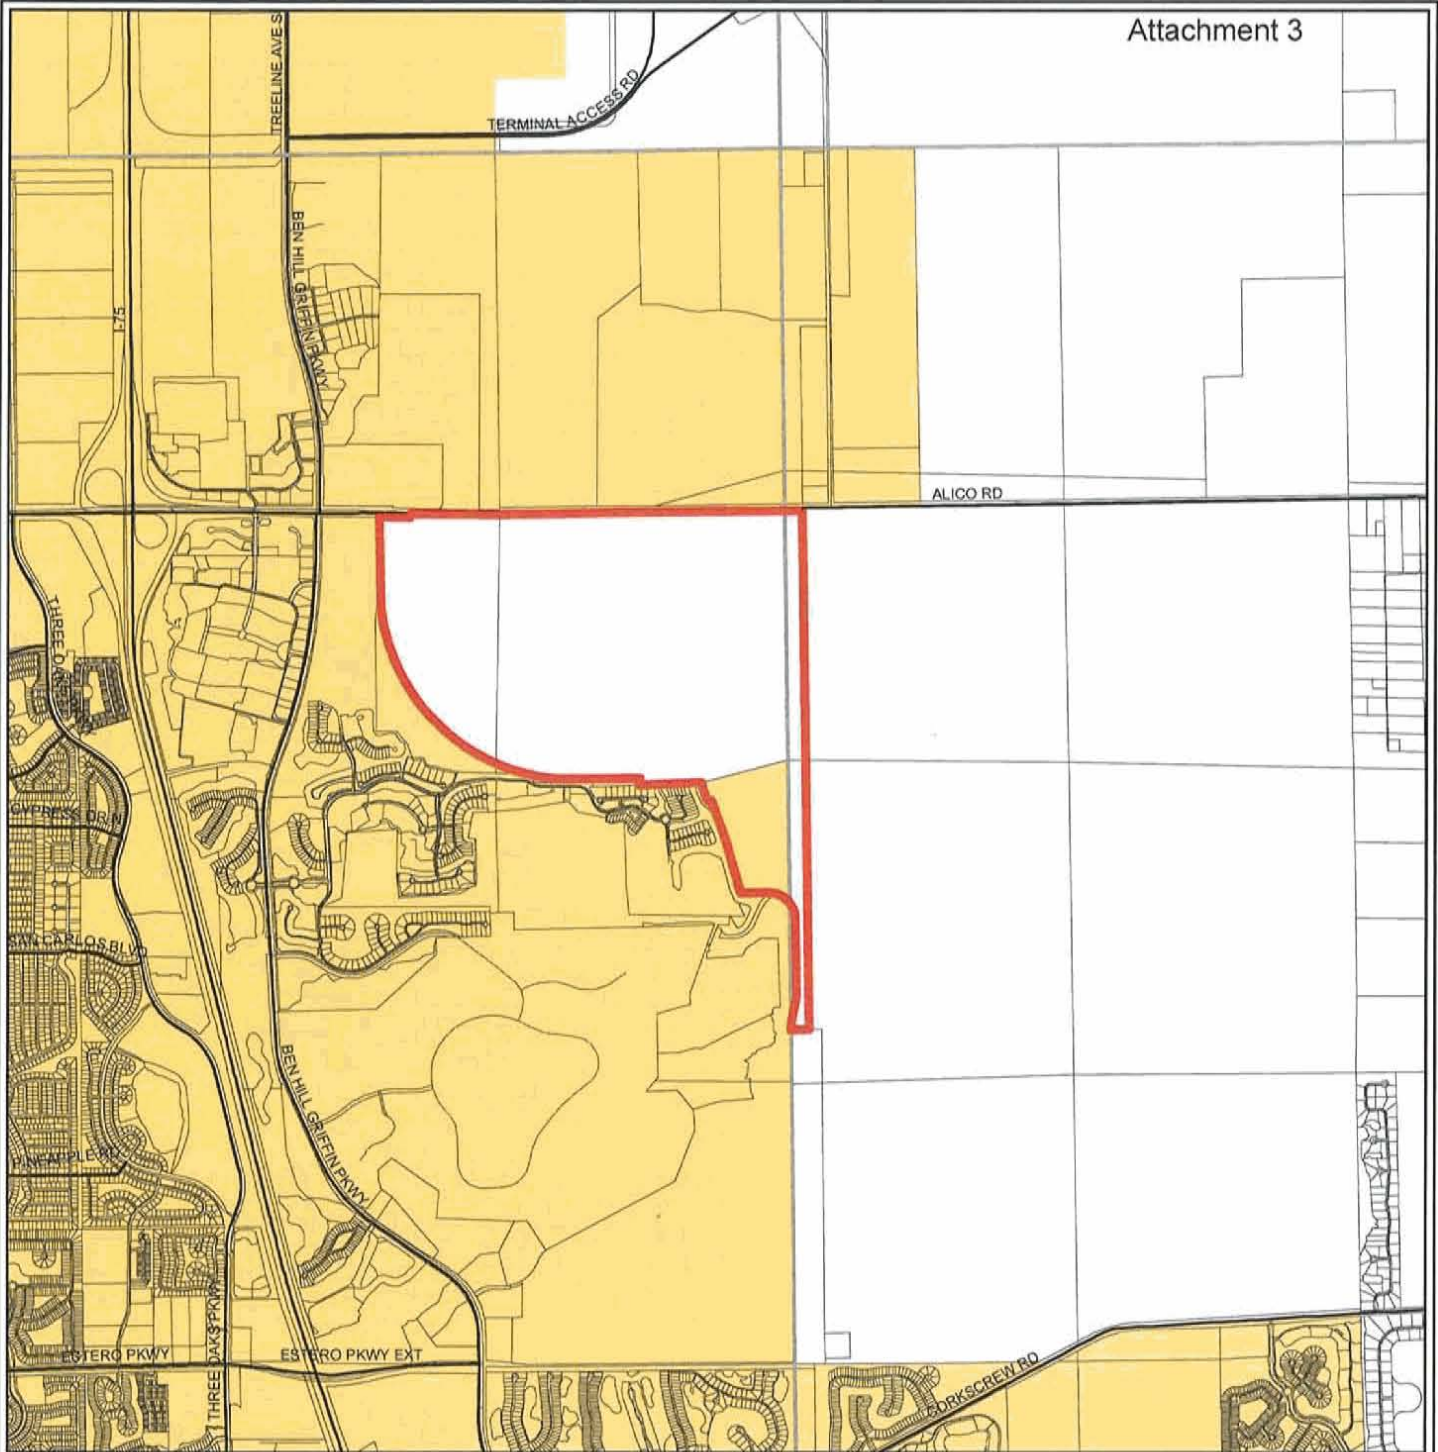 Attachment 3
TREELINE AVE S
TERMINAL ACCESS RD
BEN HILL GRIFFIN PKWY
I-75
ALICO RD
THREE OAKS
CYPRESS DR N
SAN CARLOS BLVD
BEN HILL GRIFFIN PKWY
PINEAPPLE RD
THREE OAKS PKWY
ESTERO PKWY
ESTERO PKWY EXT
CORKSCREW RD